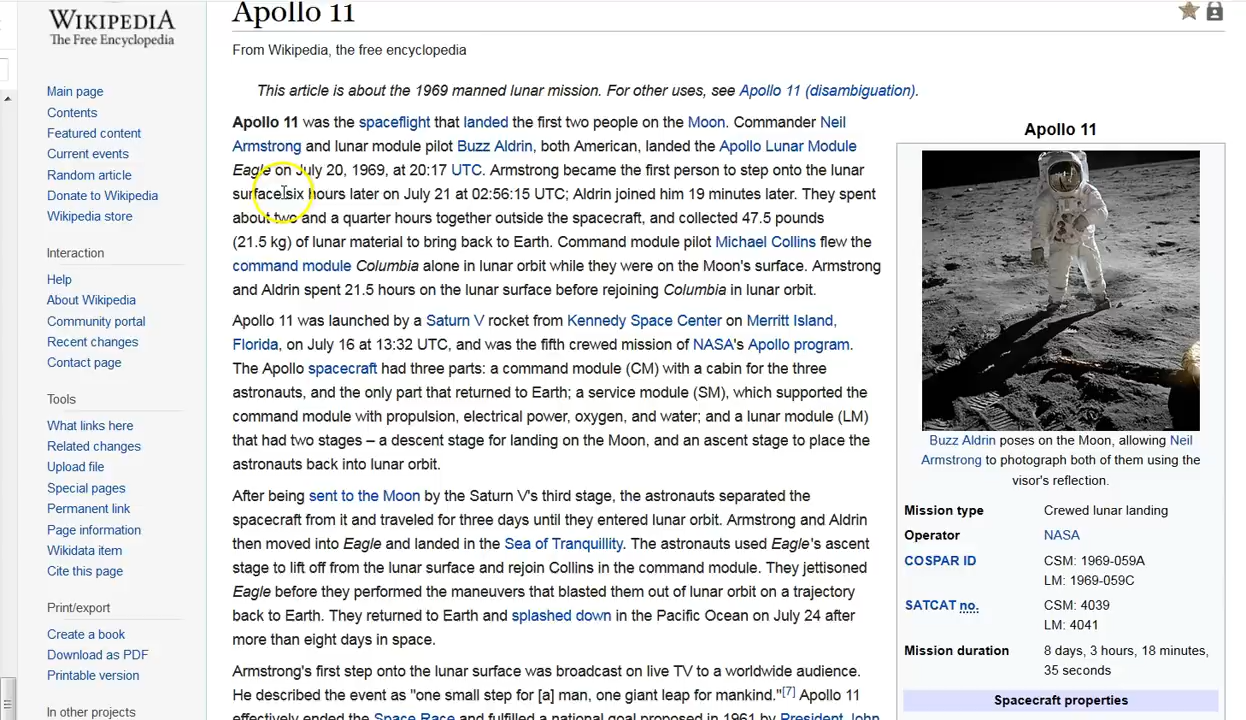 WIKIPEDIA
The Free Encyclopedia
Main page
Contents
Featured content
Current events
Random article
Donate to Wikipedia
Wikipedia store
Interaction
Help
About Wikipedia
Community portal
Recent changes
Contact page
Tools
What links here
Related changes
Upload file
Special pages
Permanent link
Page information
Wikidata item
Cite this page
Print/export
Create a book
Download as PDF
Printable version
In other projects
Apollo 11
From Wikipedia, the free encyclopedia
This article is about the 1969 manned lunar mission. For other uses, see Apollo 11 (disambiguation).
Apollo 11 was the spaceflight that landed the first two people on the Moon. Commander Neil
Armstrong and lunar module pilot Buzz Aldrin, both American, landed the Apollo Lunar Module
Eagle on July 20, 1969, at 20:17 UTC. Armstrong became the first person to step onto the lunar
surface six hours later on July 21 at 02:56:15 UTC; Aldrin joined him 19 minutes later. They spent
about two and a quarter hours together outside the spacecraft, and collected 47.5 pounds
(21.5 kg) of lunar material to bring back to Earth. Command module pilot Michael Collins flew the
command module Columbia alone in lunar orbit while they were on the Moon's surface. Armstrong
and Aldrin spent 21.5 hours on the lunar surface before rejoining Columbia in lunar orbit.
Apollo 11 was launched by a Saturn V rocket from Kennedy Space Center on Merritt Island,
Florida, on July 16 at 13:32 UTC, and was the fifth crewed mission of NASA's Apollo program.
The Apollo spacecraft had three parts: a command module (CM) with a cabin for the three
astronauts, and the only part that returned to Earth; a service module (SM), which supported the
command module with propulsion, electrical power, oxygen, and water; and a lunar module (LM)
that had two stages – a descent stage for landing on the Moon, and an ascent stage to place the
astronauts back into lunar orbit.
After being sent to the Moon by the Saturn V's third stage, the astronauts separated the
spacecraft from it and traveled for three days until they entered lunar orbit. Armstrong and Aldrin
then moved into Eagle and landed in the Sea of Tranquillity. The astronauts used Eagle's ascent
stage to lift off from the lunar surface and rejoin Collins in the command module. They jettisoned
Eagle before they performed the maneuvers that blasted them out of lunar orbit on a trajectory
back to Earth. They returned to Earth and splashed down in the Pacific Ocean on July 24 after
more than eight days in space.
Armstrong's first step onto the lunar surface was broadcast on live TV to a worldwide audience.
He described the event as "one small step for [a] man, one giant leap for mankind."[7] Apollo 11
effectively ended the Space Race and fulfilled a national goal proposed in 1961 by President John
Apollo 11
Buzz Aldrin poses on the Moon, allowing Neil
Armstrong to photograph both of them using the
visor's reflection.
Mission type Crewed lunar landing
Operator NASA
COSPAR ID CSM: 1969-059A
LM: 1969-059C
SATCAT no. CSM: 4039
LM: 4041
Mission duration 8 days, 3 hours, 18 minutes,
35 seconds
Spacecraft properties